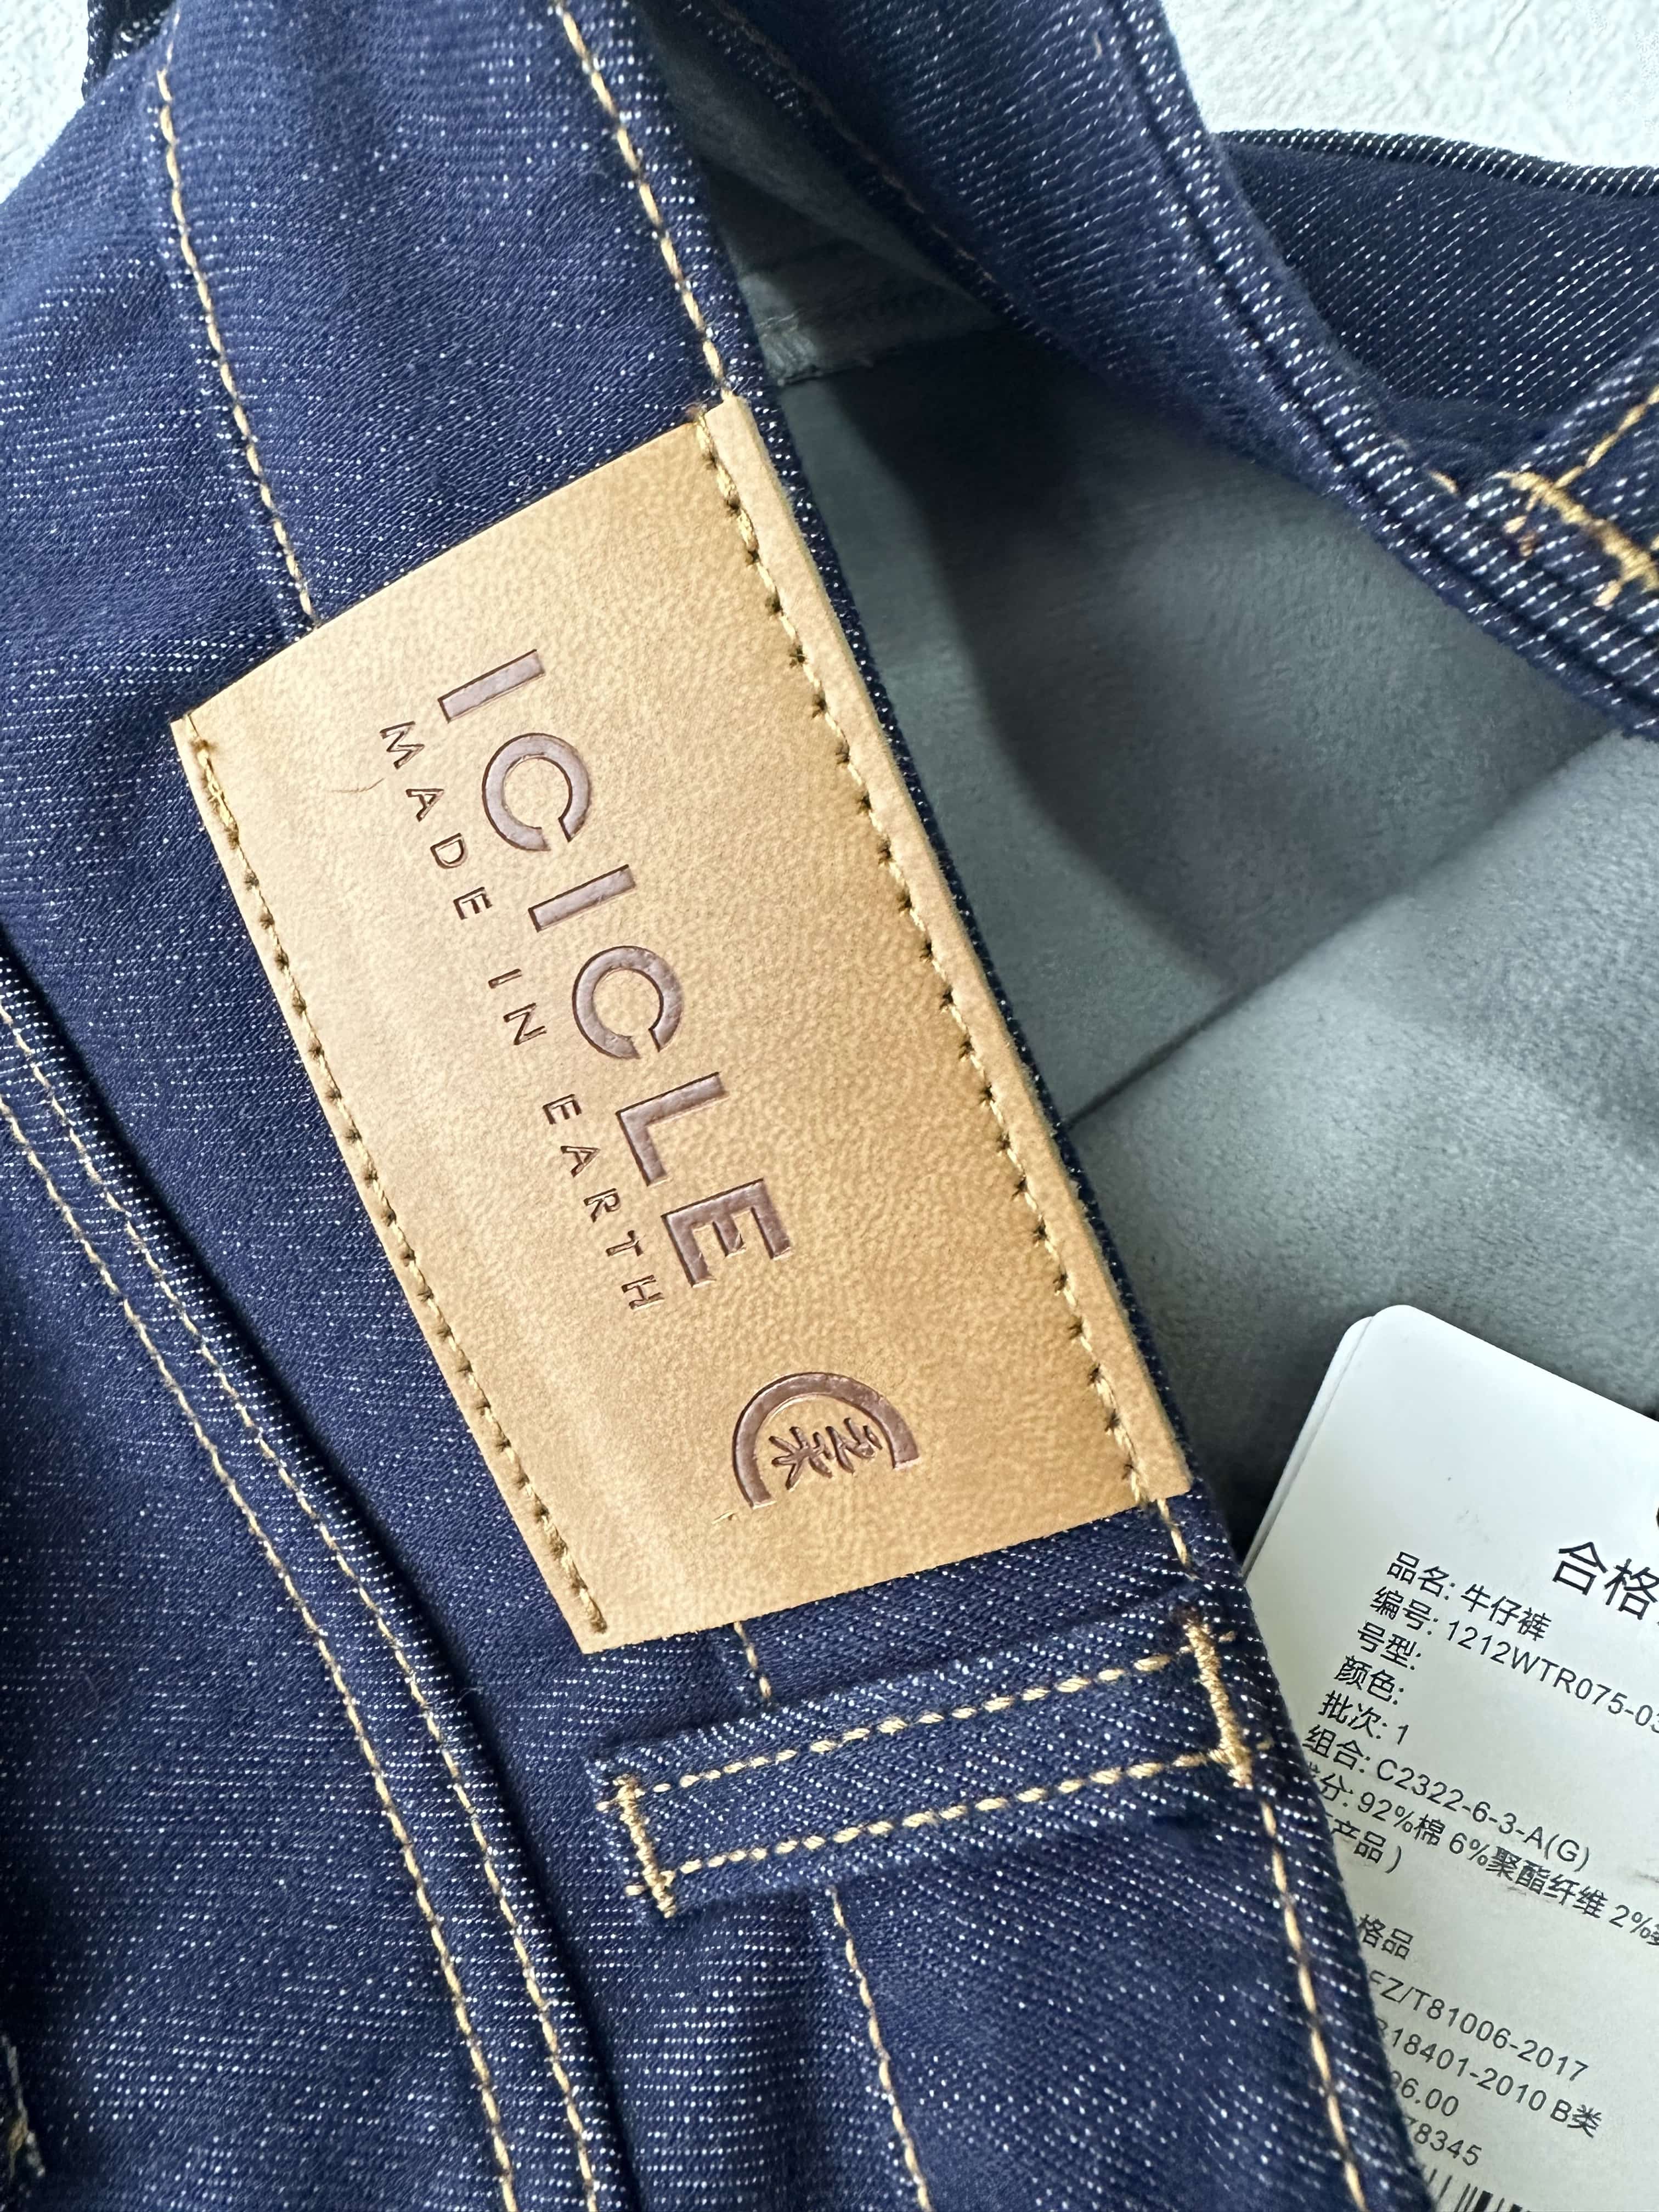 ICICLE
MADE IN EARTH
合格
品名: 牛仔裤
编号: 1212WTR075-03
号型:
颜色:
批次: 1
组合: C2322-6-3-A(G)
分: 92%棉 6%聚酯纤维 2%
产品)
格品
FZ/T81006-2017
18401-2010 B类
6.00
78345